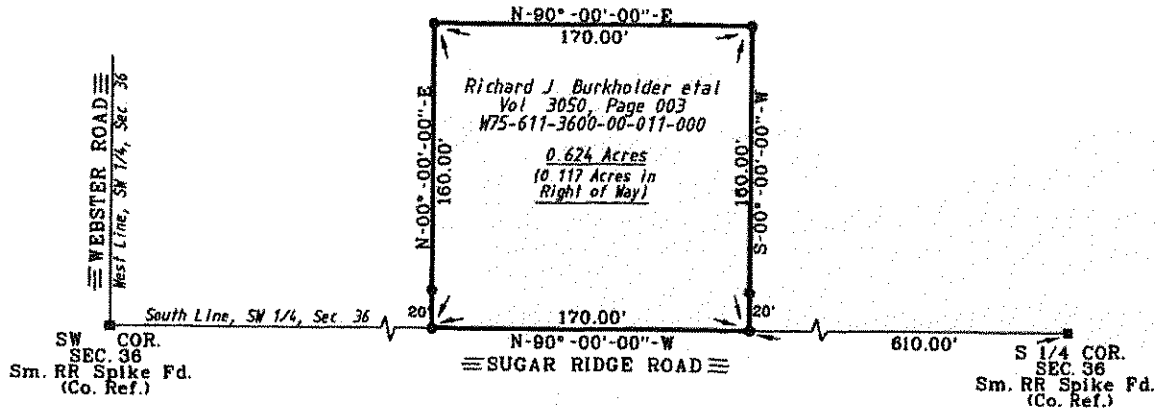 N-90°-00'-00"-E
170.00'
WEBSTER ROAD
West Line, SW 1/4, Sec. 36
N-00°-00'-00"-E
160.00'
Richard J. Burkholder etal
Vol 3050, Page 003
W75-611-3600-00-011-000
0.624 Acres
(0.117 Acres in
Right of Way)
S-00°-00'-00"-W
160.00'
South Line, SW 1/4, Sec. 36
20'
170.00'
20'
N-90°-00'-00"-W
SUGAR RIDGE ROAD
610.00'
SW COR.
SEC. 36
Sm. RR Spike Fd.
(Co. Ref.)
S 1/4 COR.
SEC. 36
Sm. RR Spike Fd.
(Co. Ref.)